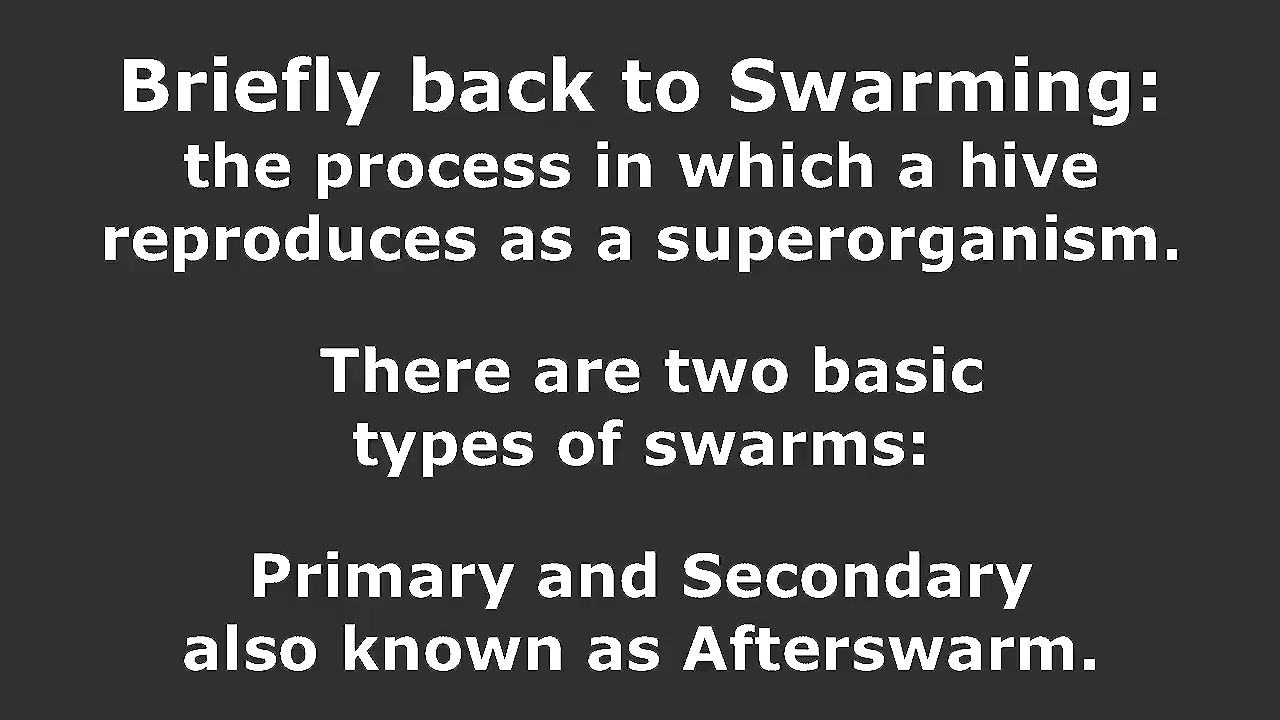 Briefly back to Swarming:
the process in which a hive
reproduces as a superorganism.
There are two basic
types of swarms:
Primary and Secondary
also known as Afterswarm.